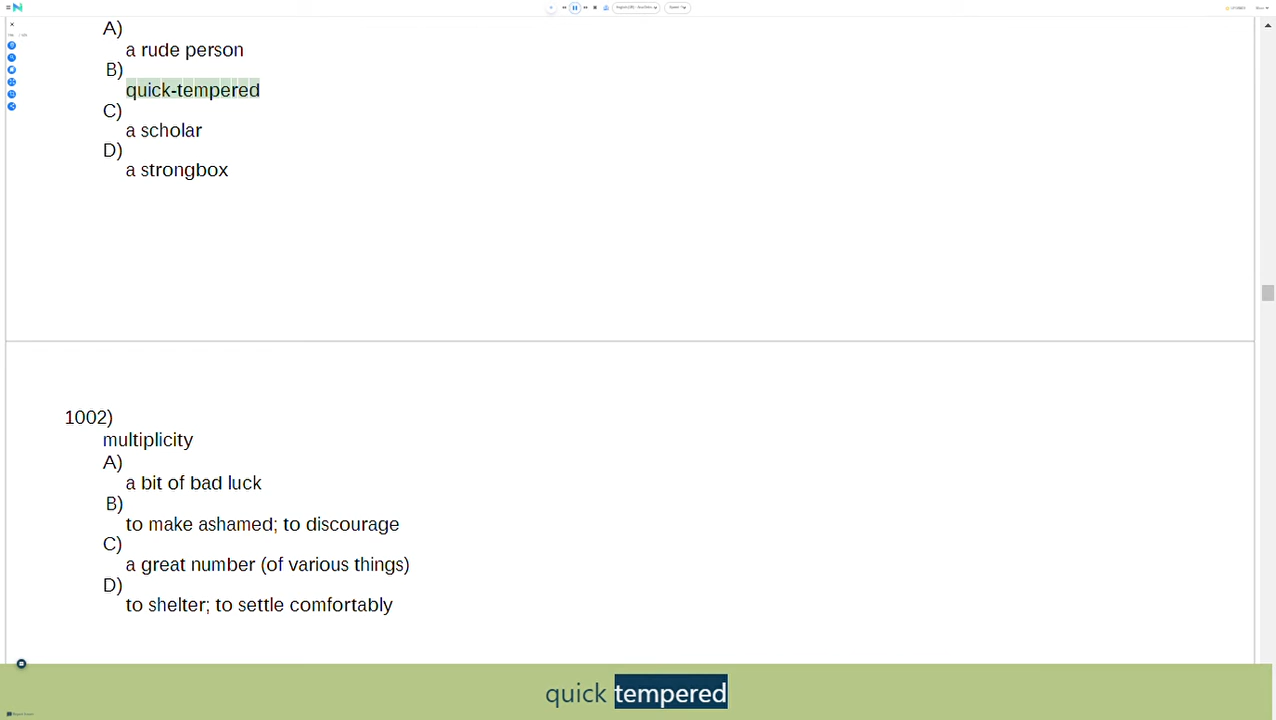 A)
a rude person
B)
quick-tempered
C)
a scholar
D)
a strongbox
1002)
multiplicity
A)
a bit of bad luck
B)
to make ashamed; to discourage
C)
a great number (of various things)
D)
to shelter; to settle comfortably
quick tempered